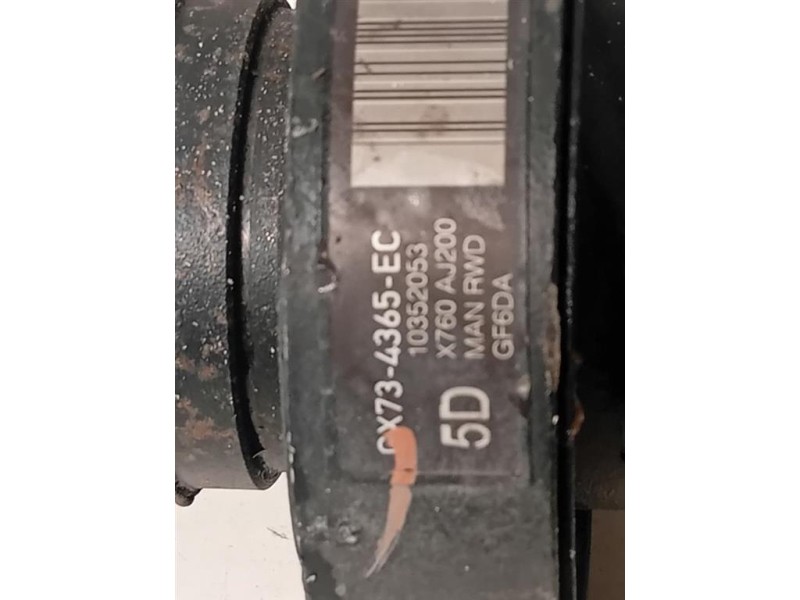 GX73-4365-EC
10352053
X760 AJ200
MAN RWD
GF6DA
5D